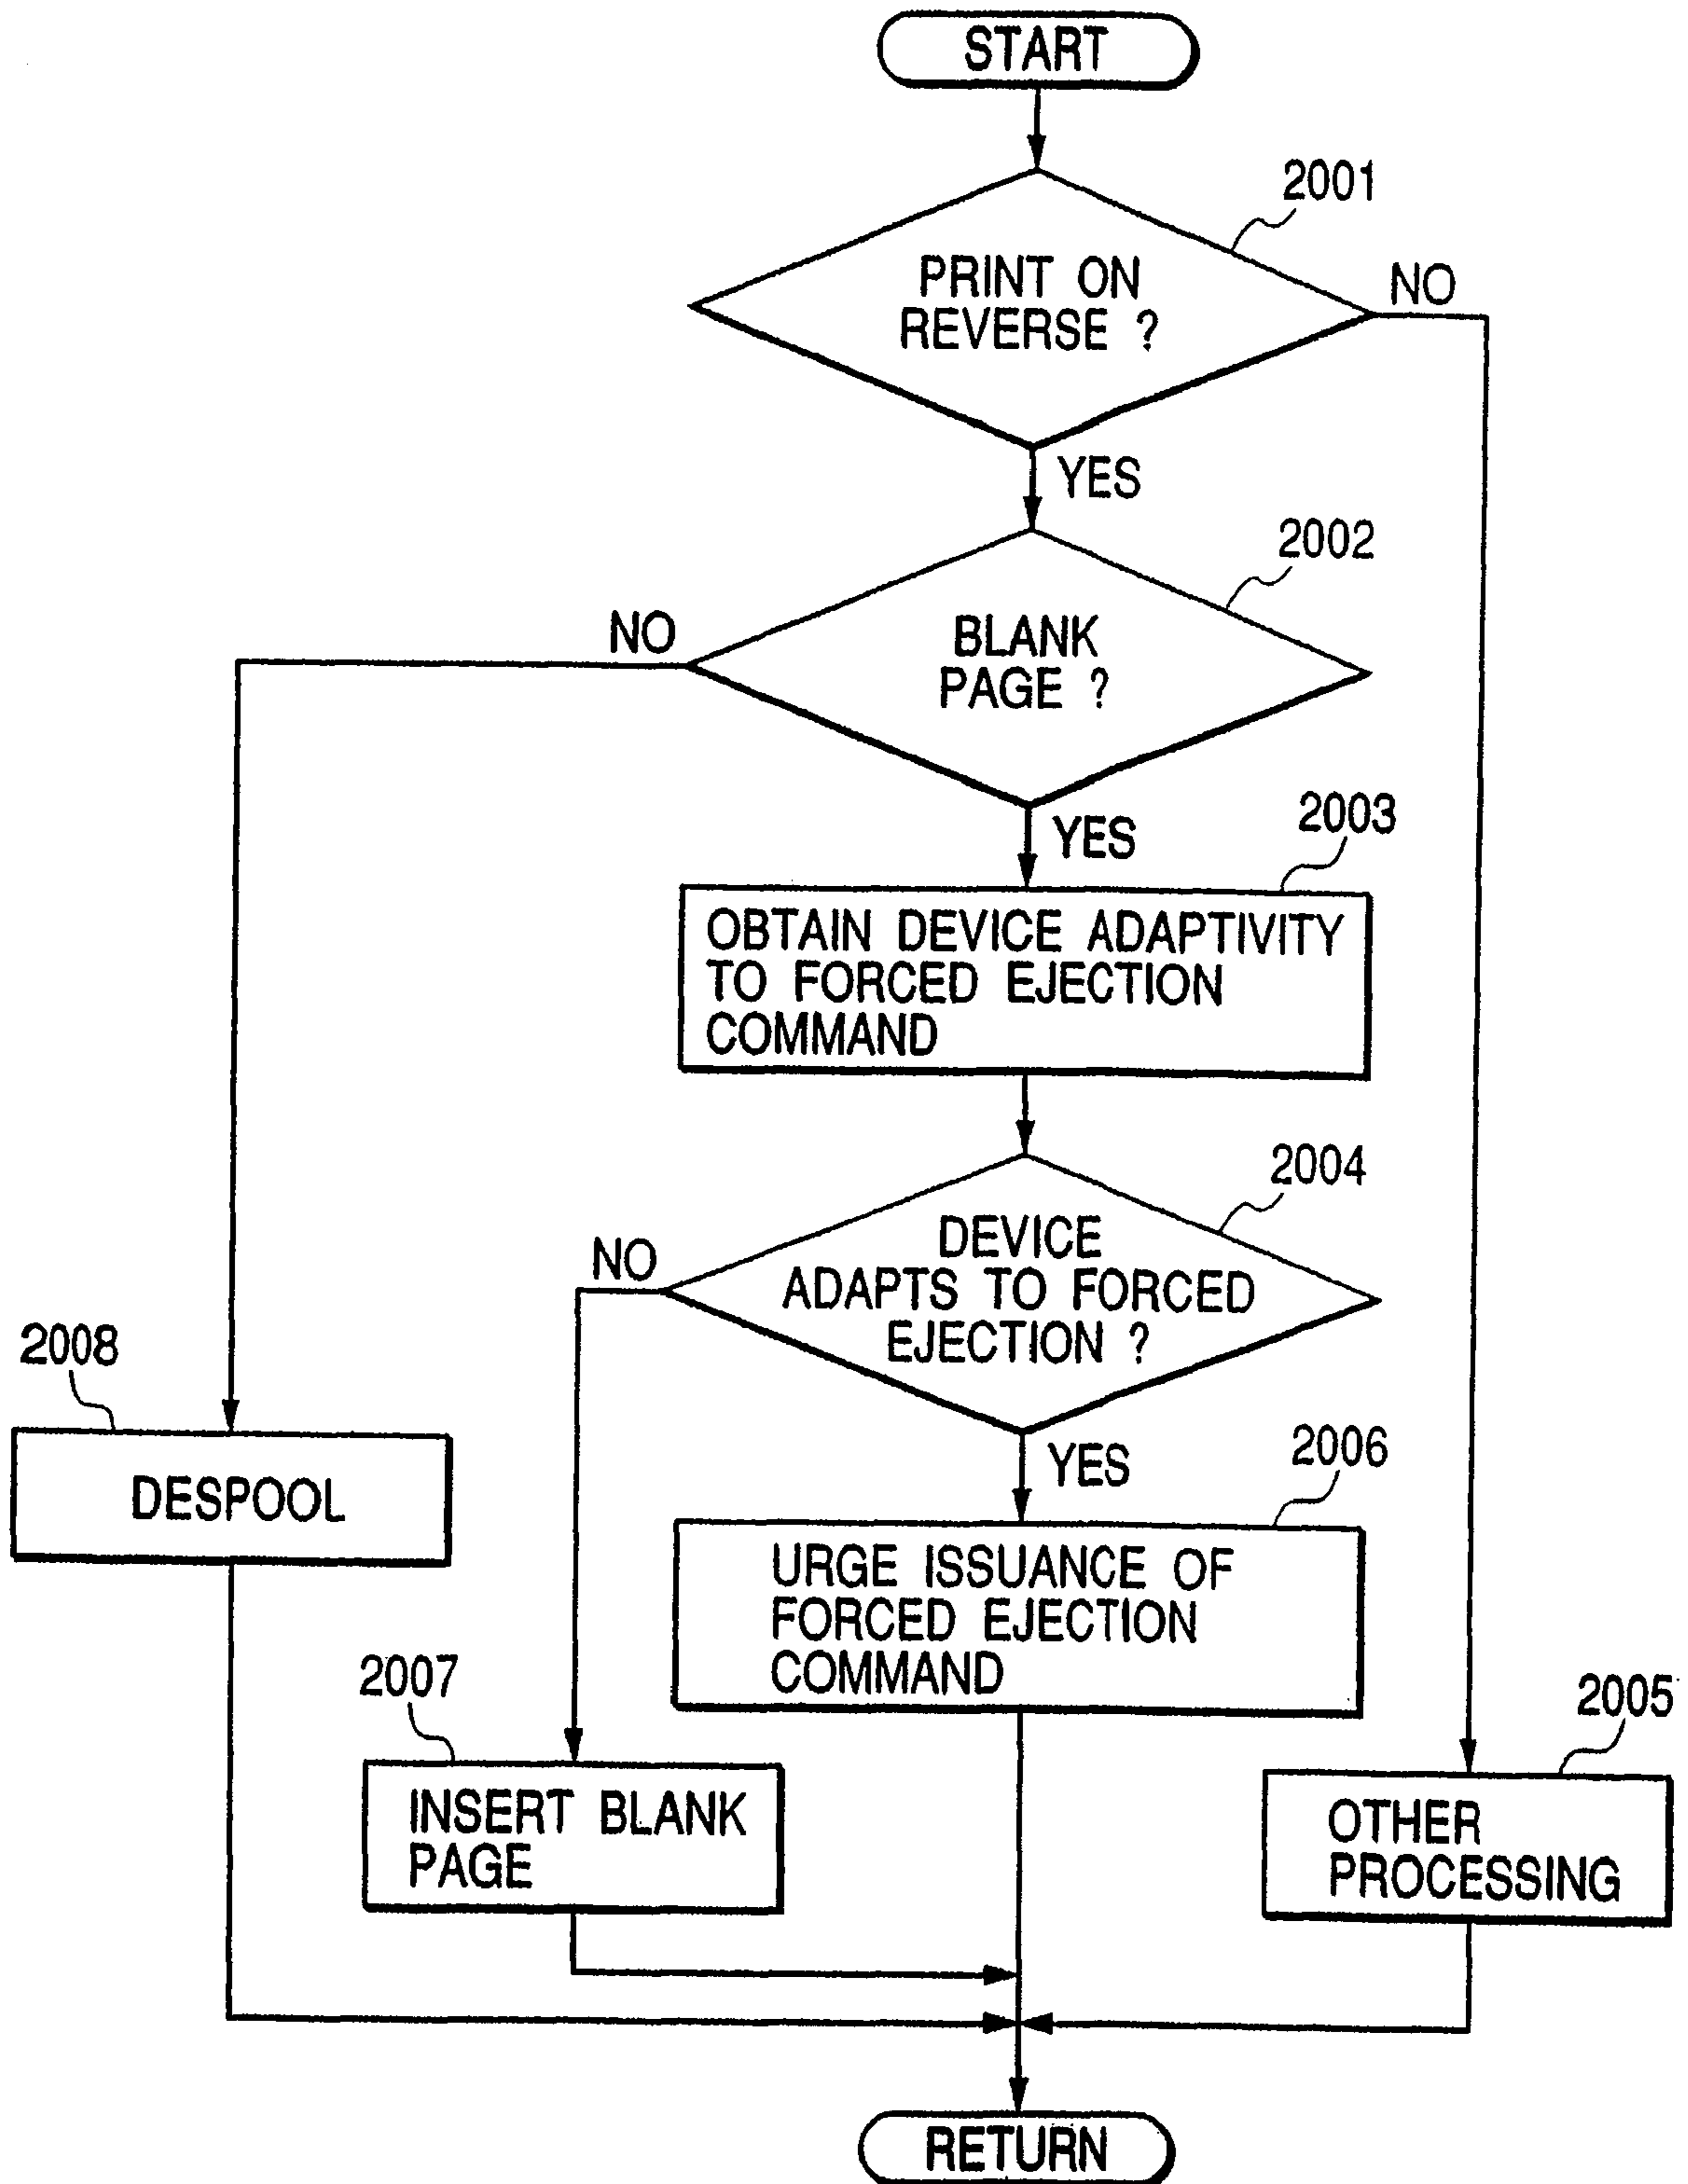 START
2001
PRINT ON
REVERSE ?
NO
YES
2002
BLANK
PAGE ?
NO
YES
2003
OBTAIN DEVICE ADAPTIVITY
TO FORCED EJECTION
COMMAND
2004
DEVICE
ADAPTS TO FORCED
EJECTION ?
NO
YES
2008
DESPOOL
2006
URGE ISSUANCE OF
FORCED EJECTION
COMMAND
2007
INSERT BLANK
PAGE
2005
OTHER
PROCESSING
RETURN